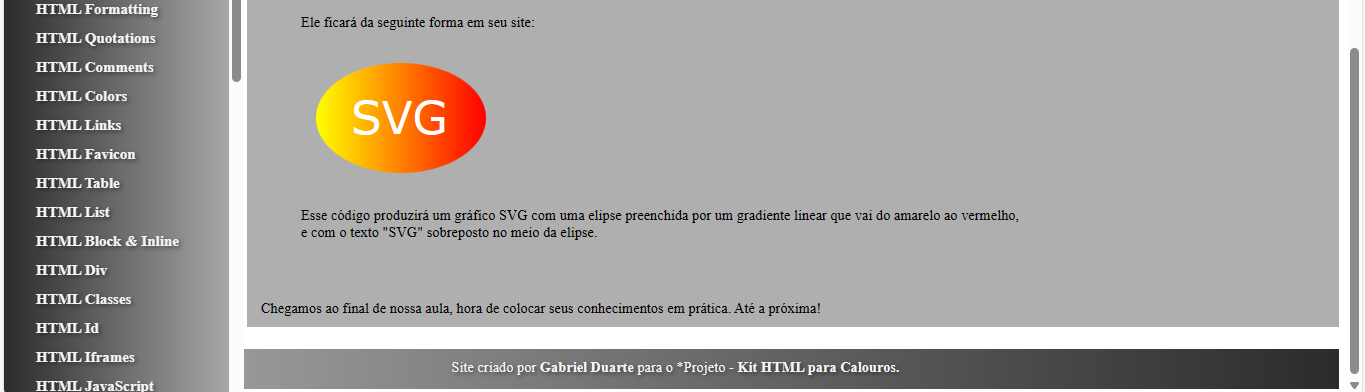 HTML Formatting
HTML Quotations
HTML Comments
HTML Colors
HTML Links
HTML Favicon
HTML Table
HTML List
HTML Block & Inline
HTML Div
HTML Classes
HTML Id
HTML Iframes
HTML JavaScript
Ele ficará da seguinte forma em seu site:
SVG
Esse código produzirá um gráfico SVG com uma elipse preenchida por um gradiente linear que vai do amarelo ao vermelho,
e com o texto "SVG" sobreposto no meio da elipse.
Chegamos ao final de nossa aula, hora de colocar seus conhecimentos em prática. Até a próxima!
Site criado por Gabriel Duarte para o *Projeto - Kit HTML para Calouros.